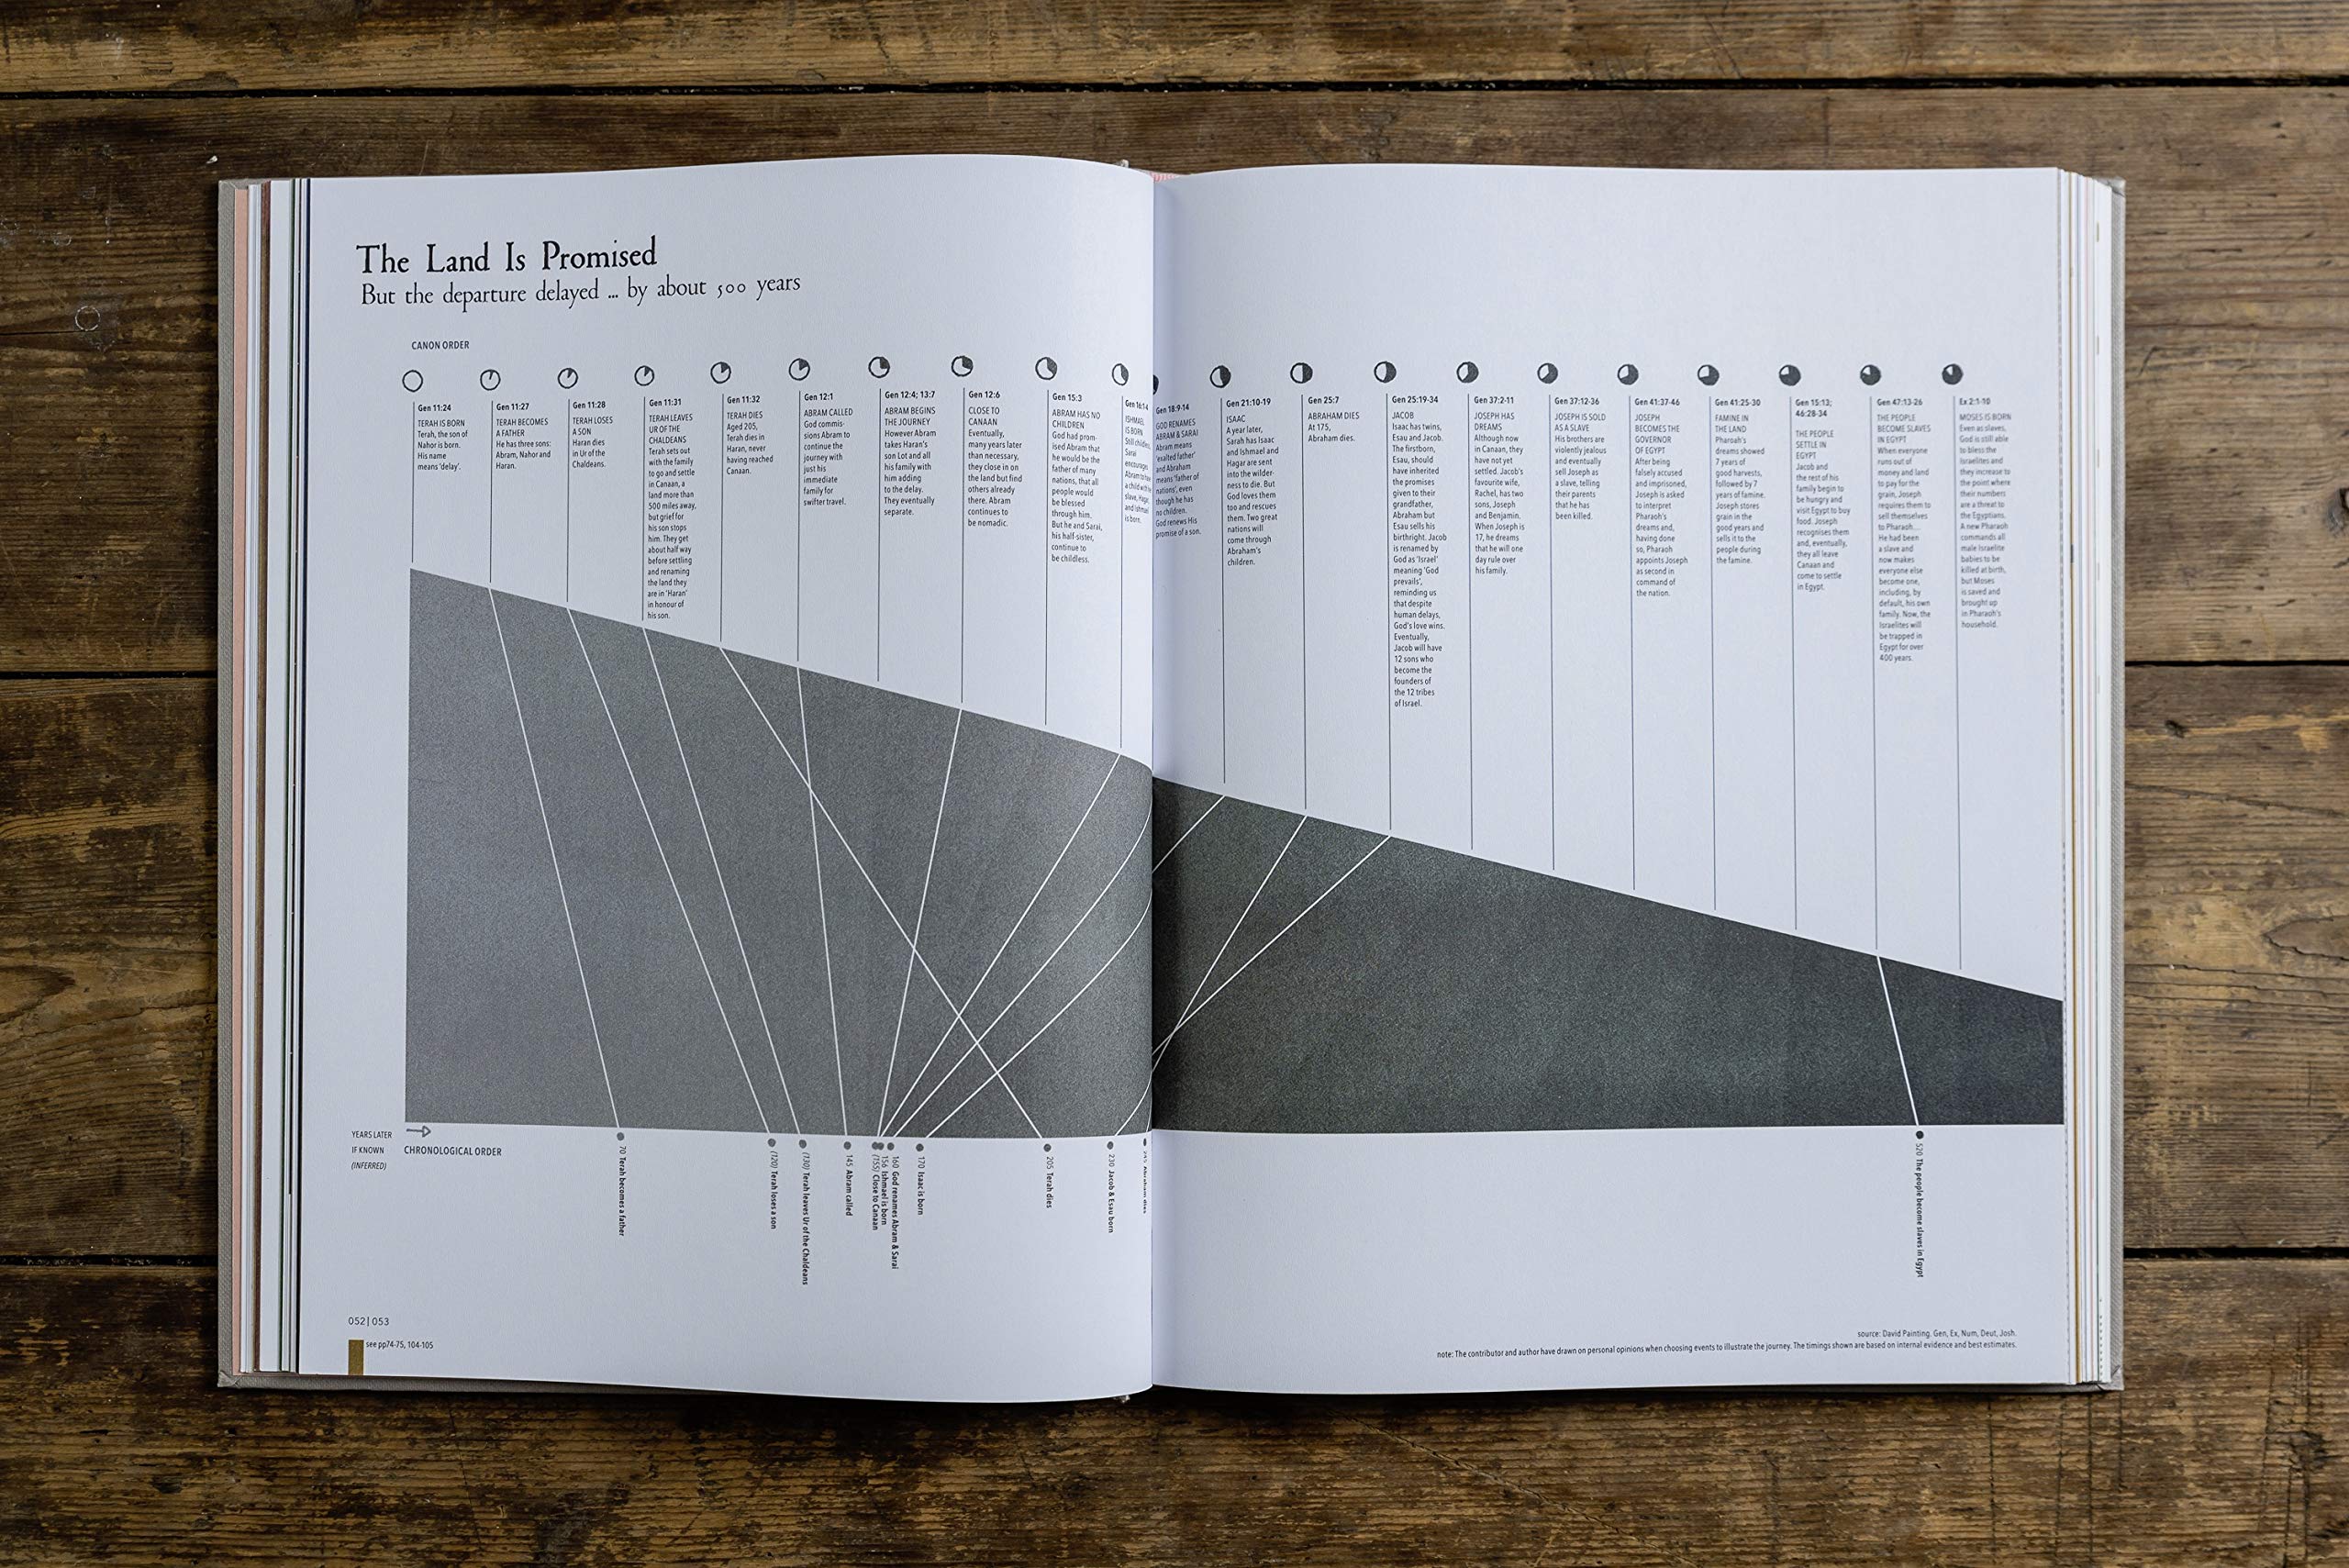 The Land Is Promised
But the departure delayed ... by about 500 years
CANON ORDER
Gen 11:24
TERAH IS BORN
Terah, the son of
Nahor is born.
His name
means 'delay'.
Gen 11:27
TERAH BECOMES
A FATHER
He has three sons:
Abram, Nahor and
Haran.
Gen 11:28
TERAH LOSES
A SON
Haran dies
in Ur of the
Chaldeans.
Gen 11:31
TERAH LEAVES
UR OF THE
CHALDEANS
Terah sets out
with the family
to go and settle
in Canaan, a
land more than
500 miles away,
but grief for
his son stops
him. They get
about half way
before settling
and renaming
the land they
are in 'Haran'
in honour of
his son.
Gen 11:32
TERAH DIES
Aged 205,
Terah dies in
Haran, never
having reached
Canaan.
Gen 12:1
ABRAM CALLED
God commis-
sions Abram to
continue the
journey with
just his
immediate
family for
swifter travel.
Gen 12:4; 13:7
ABRAM BEGINS
THE JOURNEY
However Abram
takes Haran's
son Lot and all
his family with
him adding
to the delay.
They eventually
separate.
Gen 12:6
CLOSE TO
CANAAN
Eventually,
many years later
than necessary,
they close in on
the land but find
others already
there. Abram
continues to
be nomadic.
Gen 15:3
ABRAM HAS NO
CHILDREN
God had prom-
ised Abram that
he would be the
father of many
nations, that all
people would
be blessed
through him.
But he and Sarai,
his half-sister,
continue to
be childless.
Gen 16:1-4
ISHMAEL
IS BORN
Still childless,
Sarai
encourages
Abram to have
a child with her
slave, Hagar,
and Ishmael
is born.
Gen 18:9-14
GOD RENAMES
ABRAM & SARAI
Abram means
'exalted father'
and Abraham
means 'father of
nations', even
though he has
no children.
God renews His
promise of a son.
Gen 21:10-19
ISAAC
A year later,
Sarah has Isaac
and Ishmael and
Hagar are sent
into the wilder-
ness to die. But
God loves them
too and rescues
them. Two great
nations will
come through
Abraham's
children.
Gen 25:7
ABRAHAM DIES
At 175,
Abraham dies.
Gen 25:19-34
JACOB
Isaac has twins,
Esau and Jacob.
The firstborn,
Esau, should
have inherited
the promises
given to their
grandfather,
Abraham but
Esau sells his
birthright. Jacob
is renamed by
God as 'Israel'
meaning 'God
prevails',
reminding us
that despite
human delays,
God's love wins.
Eventually,
Jacob will have
12 sons who
become the
founders of
the 12 tribes
of Israel.
Gen 37:2-11
JOSEPH HAS
DREAMS
Although now
in Canaan, they
have not yet
settled. Jacob's
favourite wife,
Rachel, has two
sons, Joseph
and Benjamin.
When Joseph is
17, he dreams
that he will one
day rule over
his family.
Gen 37:12-36
JOSEPH IS SOLD
AS A SLAVE
His brothers are
violently jealous
and eventually
sell Joseph as
a slave, telling
their parents
that he has
been killed.
Gen 41:37-46
JOSEPH
BECOMES THE
GOVERNOR
OF EGYPT
After being
falsely accused
and imprisoned,
Joseph is asked
to interpret
Pharaoh's
dreams and,
having done
so, Pharaoh
appoints Joseph
as second in
command of
the nation.
Gen 41:25-30
FAMINE IN
THE LAND
Pharoah's
dreams showed
7 years of
good harvests,
followed by 7
years of famine.
Joseph stores
grain in the
good years and
sells it to the
people during
the famine.
Gen 15:13;
46:28-34
THE PEOPLE
SETTLE IN
EGYPT
Jacob and
the rest of his
family begin to
be hungry and
visit Egypt to buy
food. Joseph
recognises them
and, eventually,
they all leave
Canaan and
come to settle
in Egypt.
Gen 47:13-26
THE PEOPLE
BECOME SLAVES
IN EGYPT
When everyone
runs out of
money and land
to pay for the
grain, Joseph
requires them to
sell themselves
to Pharaoh...
He had been
a slave and
now makes
everyone else
become one,
including, by
default, his own
family. Now, the
Israelites will
be trapped in
Egypt for over
400 years.
Ex 2:1-10
MOSES IS BORN
Even as slaves,
God is still able
to bless the
Israelites and
they increase to
the point where
their numbers
are a threat to
the Egyptians.
A new Pharaoh
commands all
male Israelite
babies to be
killed at birth,
but Moses
is saved and
brought up
in Pharaoh's
household.
YEARS LATER
IF KNOWN
(INFERRED)
CHRONOLOGICAL ORDER
70 Terah becomes a father
(120) Terah loses a son
(130) Terah leaves Ur of the Chaldeans
145 Abram called
(155) Close to Canaan
156 Ishmael is born
160 God renames Abram & Sarai
170 Isaac is born
205 Terah dies
230 Jacob & Esau born
245 Abraham dies
520 The people become slaves in Egypt
052|053
see pp74-75, 104-105
source: David Painting. Gen, Ex, Num, Deut, Josh.
note: The contributor and author have drawn on personal opinions when choosing events to illustrate the journey. The timings shown are based on internal evidence and best estimates.